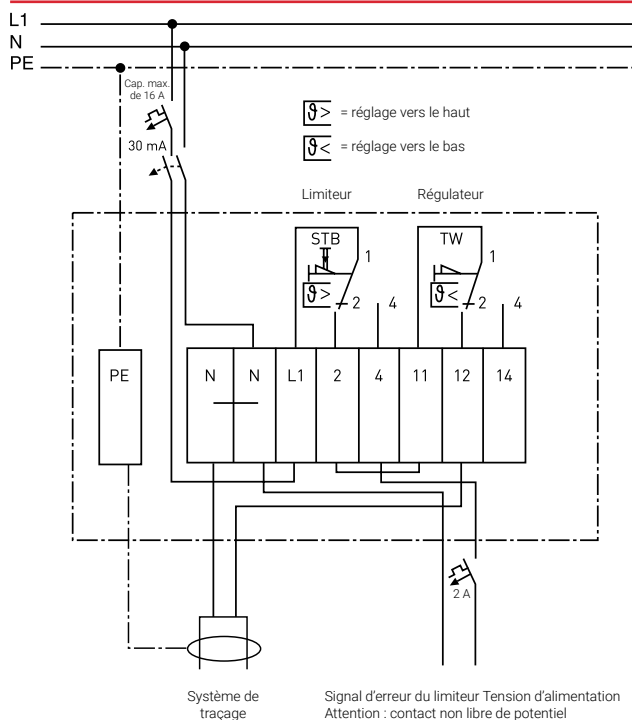 L1
N
PE
Cap. max.
de 16 A
30 mA
ϑ> = réglage vers le haut
ϑ< = réglage vers le bas
Limiteur Régulateur
STB 1 TW 1
ϑ> 2 4 ϑ< 2 4
PE N N L1 2 4 11 12 14
2 A
Système de
traçage
Signal d'erreur du limiteur Tension d'alimentation
Attention : contact non libre de potentiel